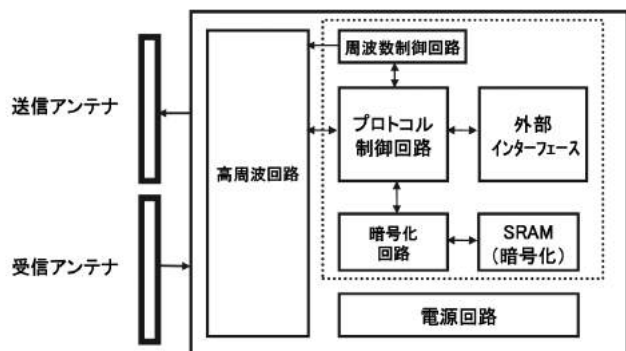 送信アンテナ
受信アンテナ
高周波回路
周波数制御回路
プロトコル
制御回路
外部
インターフェース
暗号化
回路
SRAM
(暗号化)
電源回路